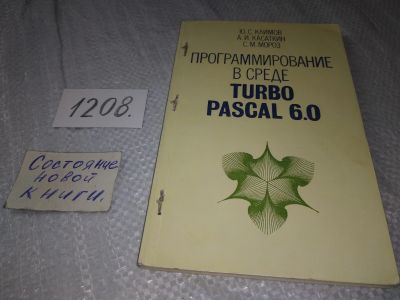 Ю. С. КЛИМОВ
А. И. КАСАТКИН
С. М. МОРОЗ
ПРОГРАММИРОВАНИЕ
В СРЕДЕ
TURBO
PASCAL 6.0
1208.
Состояние
новой
книги.